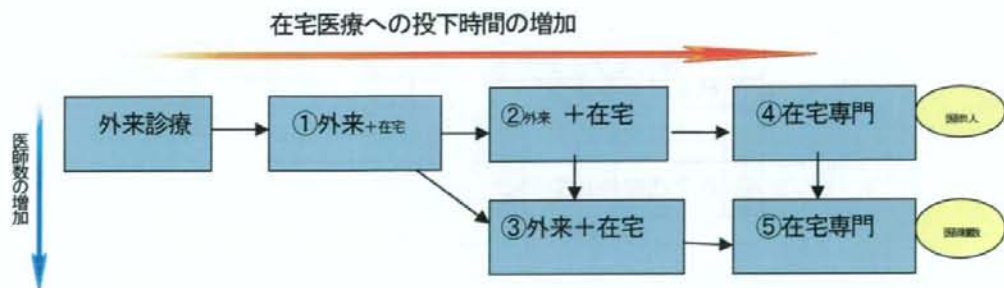 在宅医療への投下時間の増加
医師数の増加
外来診療
①外来+在宅
②外来 +在宅
④在宅専門
③外来+在宅
⑤在宅専門